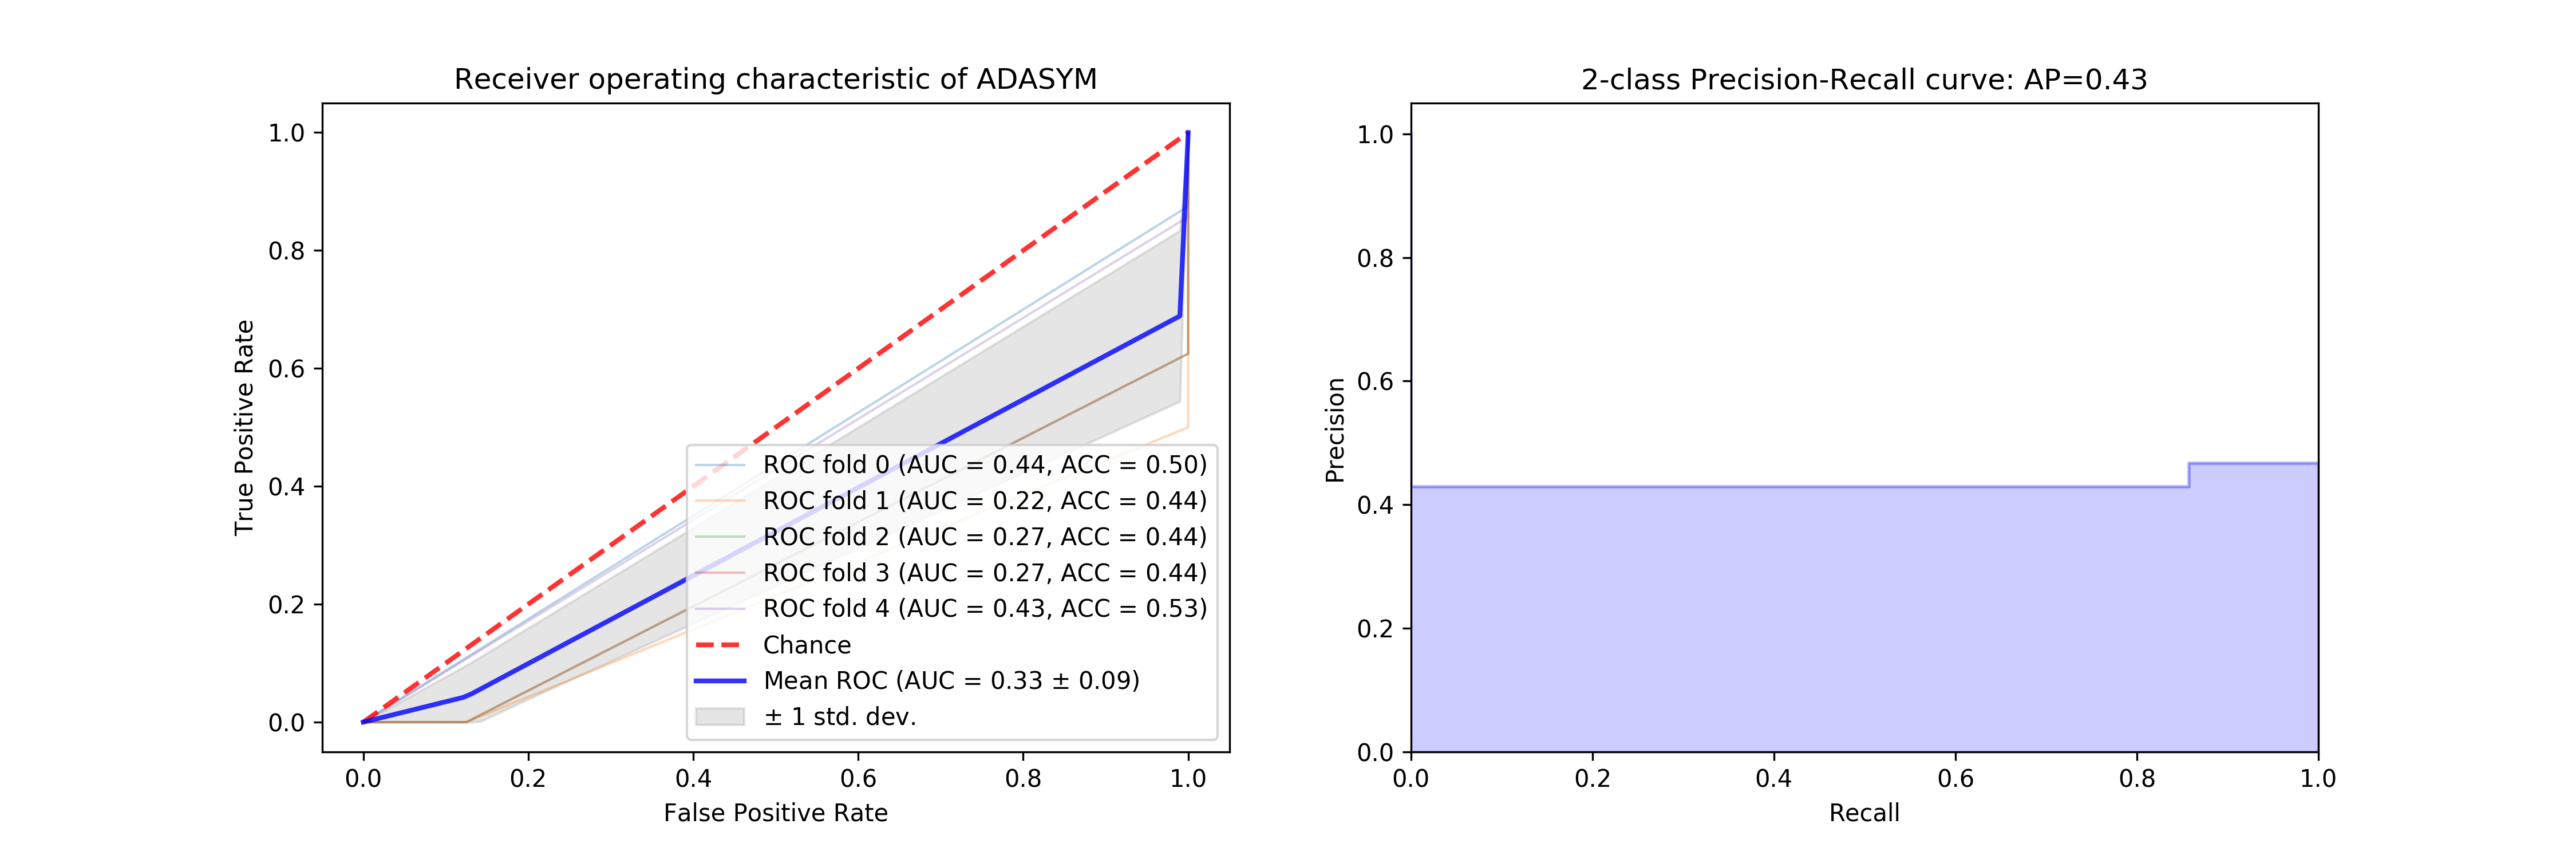 Receiver operating characteristic of ADASYM
1.0
0.8
0.6
0.4
0.2
0.0
True Positive Rate
ROC fold 0 (AUC = 0.44, ACC = 0.50)
ROC fold 1 (AUC = 0.22, ACC = 0.44)
ROC fold 2 (AUC = 0.27, ACC = 0.44)
ROC fold 3 (AUC = 0.27, ACC = 0.44)
ROC fold 4 (AUC = 0.43, ACC = 0.53)
Chance
Mean ROC (AUC = 0.33 ± 0.09)
± 1 std. dev.
0.0 0.2 0.4 0.6 0.8 1.0
False Positive Rate
2-class Precision-Recall curve: AP=0.43
1.0
0.8
0.6
0.4
0.2
0.0
Precision
0.0 0.2 0.4 0.6 0.8 1.0
Recall